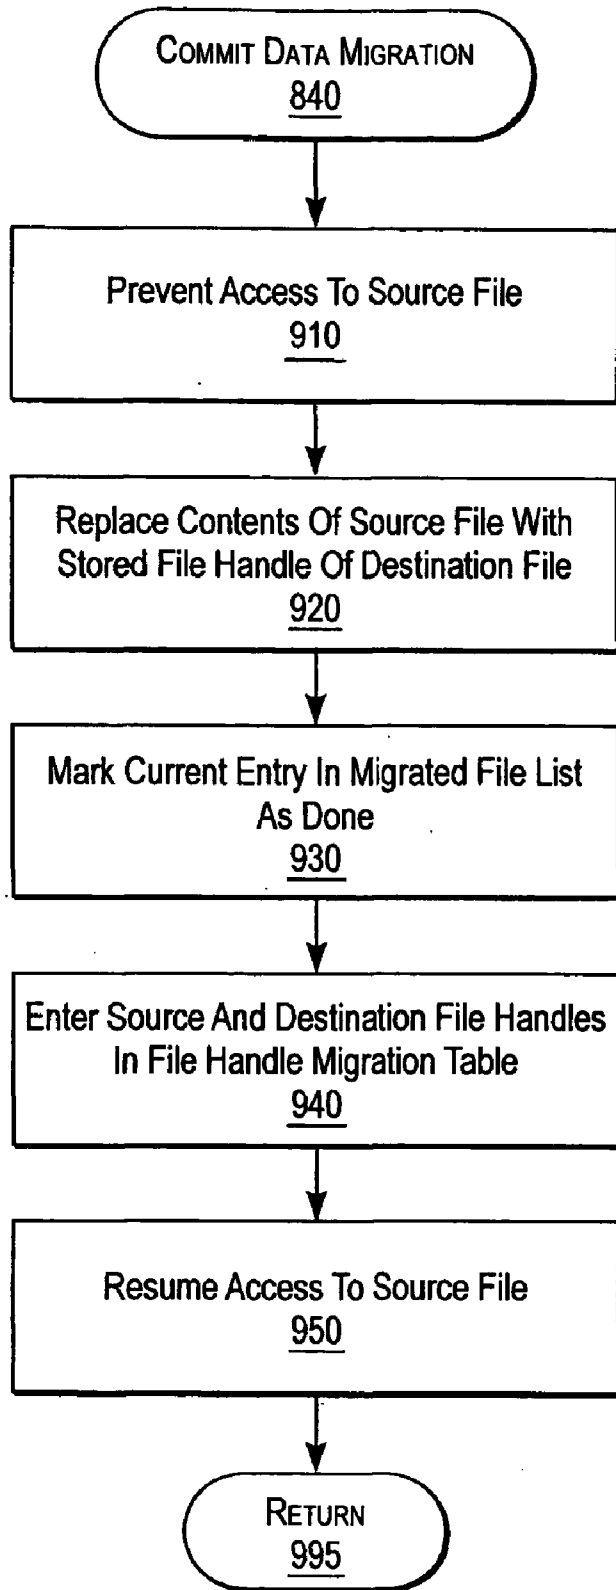 COMMIT DATA MIGRATION
840
Prevent Access To Source File
910
Replace Contents Of Source File With
Stored File Handle Of Destination File
920
Mark Current Entry In Migrated File List
As Done
930
Enter Source And Destination File Handles
In File Handle Migration Table
940
Resume Access To Source File
950
RETURN
995